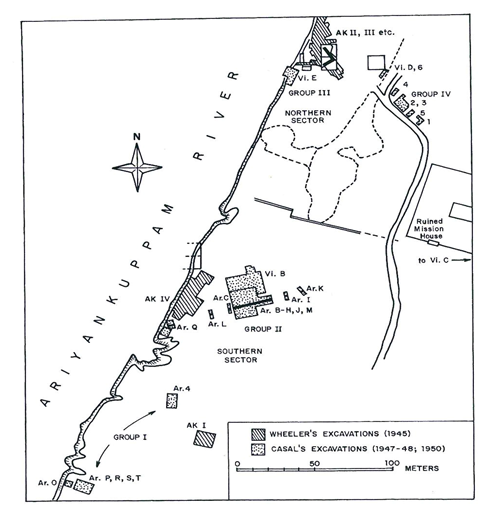 AK II, III etc.
Vi. D, 6
Vi. E
GROUP III
4
GROUP IV
2, 3
5
1
NORTHERN
SECTOR
N
ARIYANKUPPAM RIVER
Ruined
Mission
House
to Vi. C
Vi. B
Ar. K
Ar. I
Ar. C
AK IV
Ar. B-H, J, M
Ar. L
Ar. Q
GROUP II
SOUTHERN
SECTOR
Ar. 4
GROUP I
AK I
Ar. O
Ar. P, R, S, T
WHEELER'S EXCAVATIONS (1945)
CASAL'S EXCAVATIONS (1947-48; 1950)
0 50 100
METERS